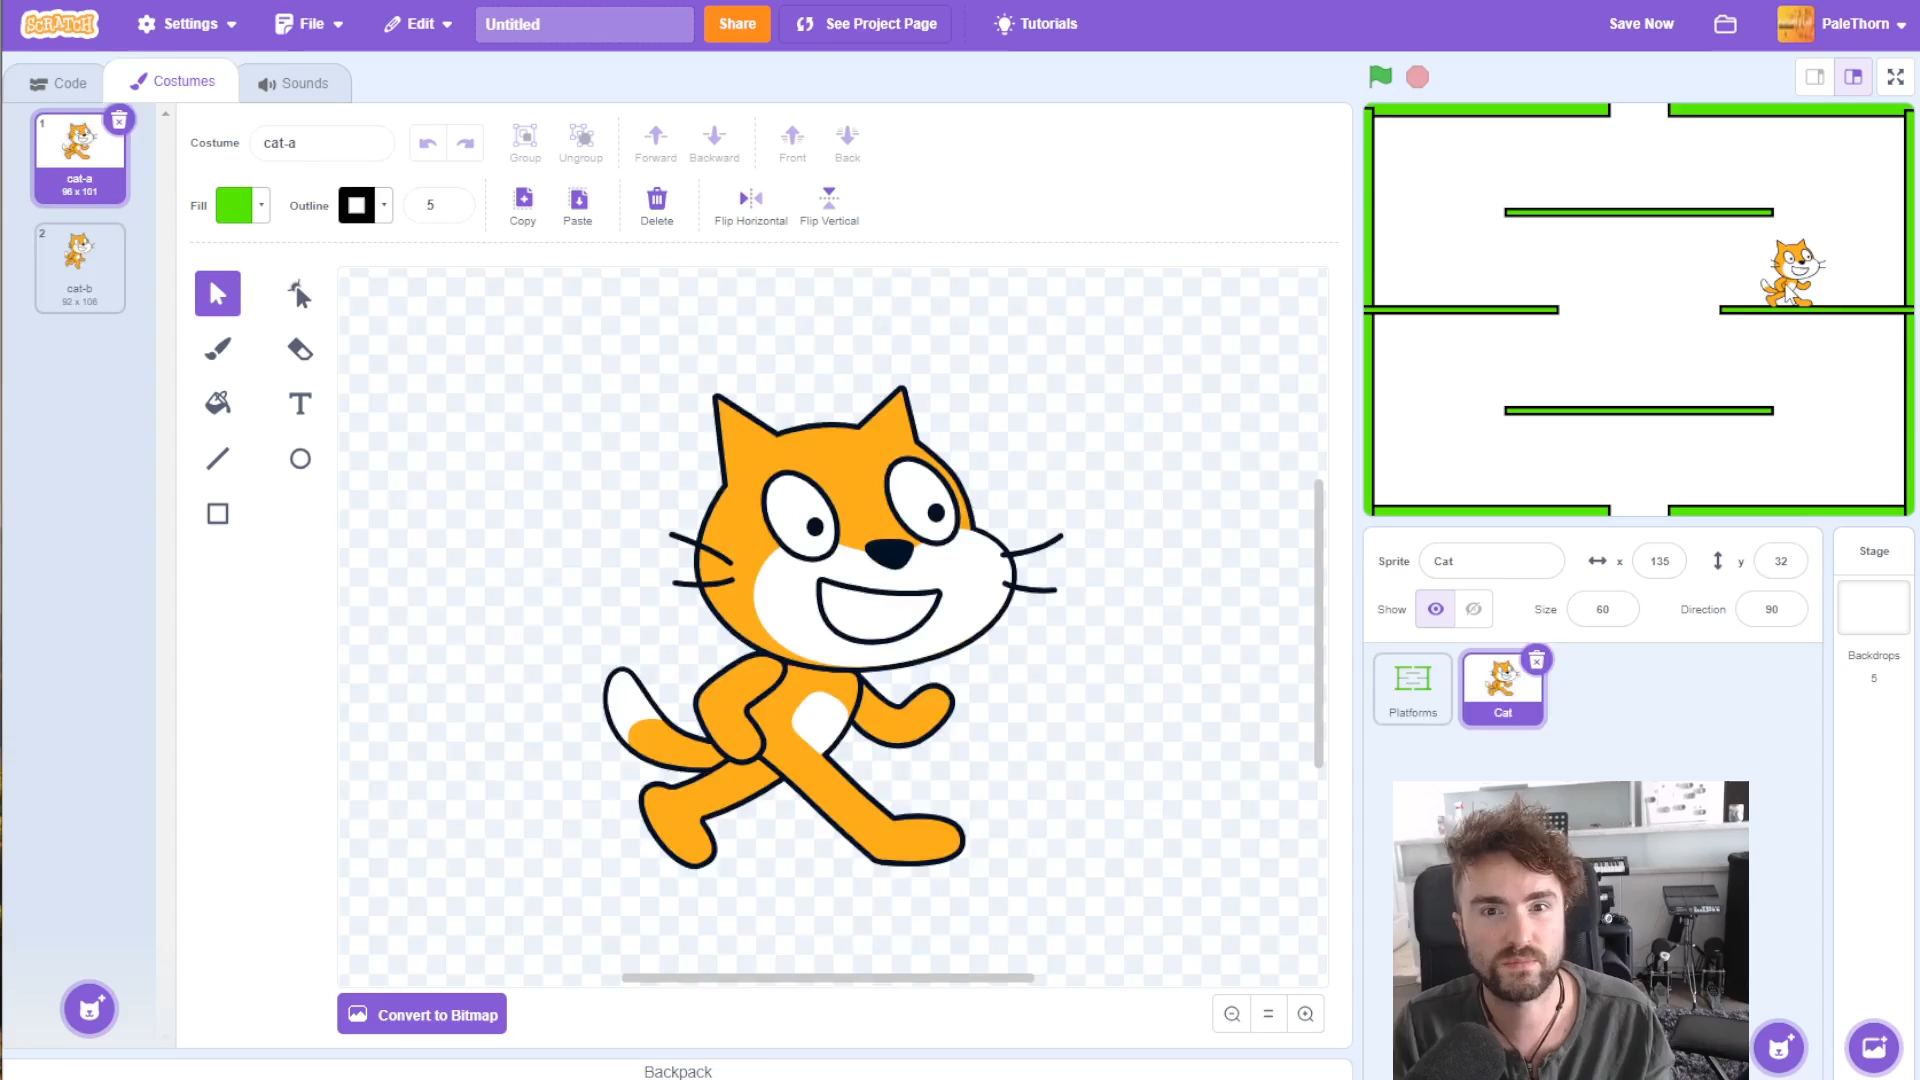 SCRATCH
Settings
File
Edit
Untitled
Share
See Project Page
Tutorials
Save Now
PaleThorn
Code
Costumes
Sounds
1
cat-a
96 x 101
2
cat-b
92 x 106
Costume
cat-a
Group
Ungroup
Forward
Backward
Front
Back
Fill
Outline
5
Copy
Paste
Delete
Flip Horizontal
Flip Vertical
T
Convert to Bitmap
Backpack
Sprite
Cat
x
135
y
32
Show
Size
60
Direction
90
Platforms
Cat
Stage
Backdrops
5